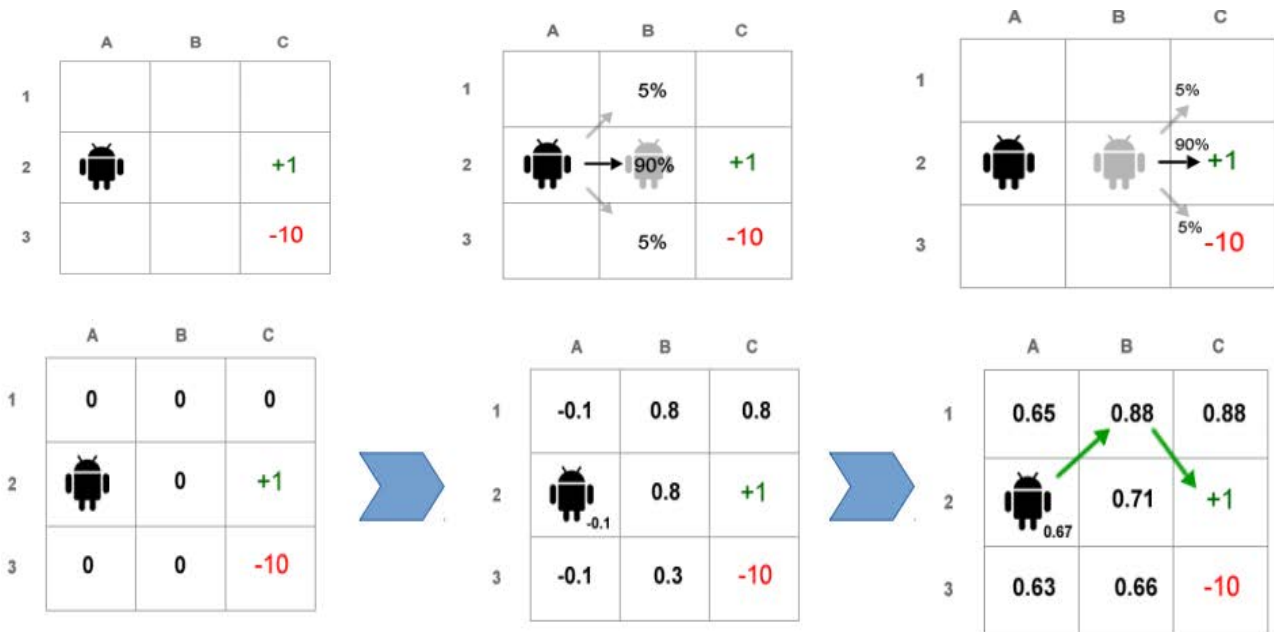 A B C
1
2 +1
3 -10
A B C
1 5%
2 90% +1
3 5% -10
A B C
1 5%
2 90% +1
3 5% -10
A B C
1 0 0 0
2 0 +1
3 0 0 -10
A B C
1 -0.1 0.8 0.8
2 -0.1 0.8 +1
3 -0.1 0.3 -10
A B C
1 0.65 0.88 0.88
2 0.67 0.71 +1
3 0.63 0.66 -10